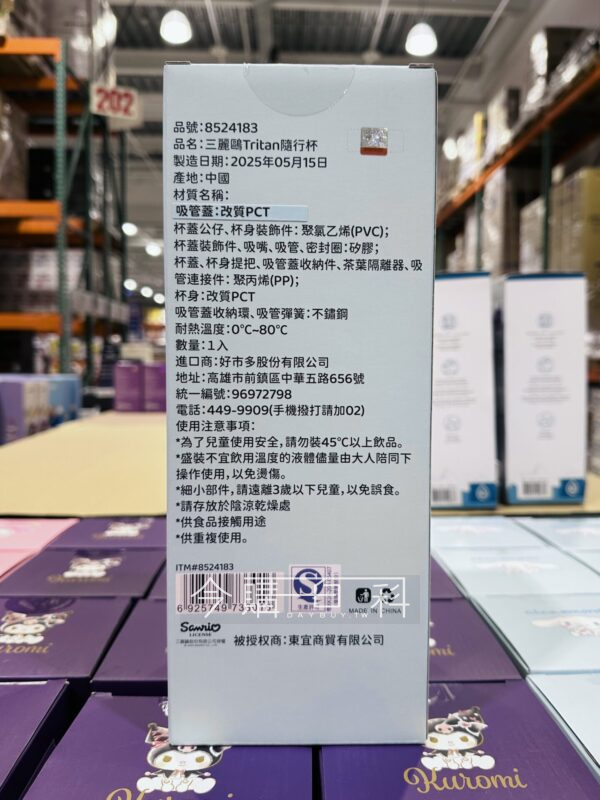 202
品號：8524183
品名：三麗鷗Tritan隨行杯
製造日期：2025年05月15日
產地：中國
材質名稱：
吸管蓋：改質PCT
杯蓋公仔、杯身裝飾件：聚氯乙烯(PVC)；
杯蓋裝飾件、吸嘴、吸管、密封圈：矽膠；
杯蓋、杯身提把、吸管蓋收納件、茶葉隔離器、吸
管連接件：聚丙烯(PP)；
杯身：改質PCT
吸管蓋收納環、吸管彈簧：不鏽鋼
耐熱溫度：0℃~80℃
數量：1入
進口商：好市多股份有限公司
地址：高雄市前鎮區中華五路656號
統一編號：96972798
電話：449-9909(手機撥打請加02)
使用注意事項：
*為了兒童使用安全，請勿裝45℃以上飲品。
*盛裝不宜飲用溫度的液體儘量由大人陪同下
操作使用，以免燙傷。
*細小部件，請遠離3歲以下兒童，以免誤食。
*請存放於陰涼乾燥處
*供食品接觸用途
*供重複使用。
ITM#8524183
MADE IN CHINA
DAYBUY.TW
Sanrio
LICENSE
被授權商：東宜商貿有限公司
Kuromi
Kuromi
Kuromi